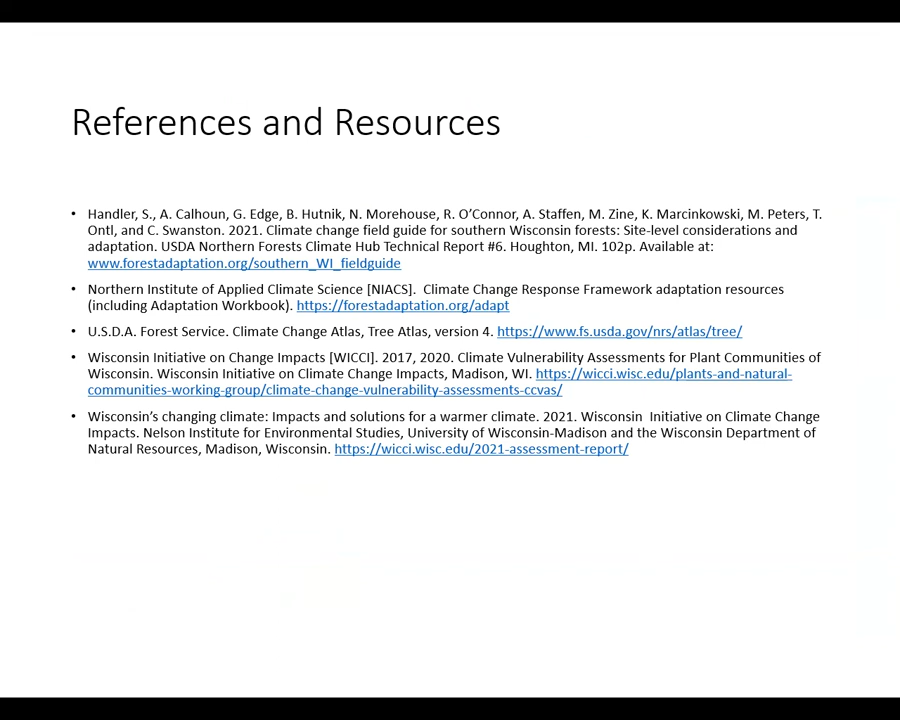 References and Resources
• Handler, S., A. Calhoun, G. Edge, B. Hutnik, N. Morehouse, R. O’Connor, A. Staffen, M. Zine, K. Marcinkowski, M. Peters, T.
Ontl, and C. Swanston. 2021. Climate change field guide for southern Wisconsin forests: Site-level considerations and
adaptation. USDA Northern Forests Climate Hub Technical Report #6. Houghton, MI. 102p. Available at:
www.forestadaptation.org/southern_WI_fieldguide
• Northern Institute of Applied Climate Science [NIACS].  Climate Change Response Framework adaptation resources
(including Adaptation Workbook). https://forestadaptation.org/adapt
• U.S.D.A. Forest Service. Climate Change Atlas, Tree Atlas, version 4. https://www.fs.usda.gov/nrs/atlas/tree/
• Wisconsin Initiative on Change Impacts [WICCI]. 2017, 2020. Climate Vulnerability Assessments for Plant Communities of
Wisconsin. Wisconsin Initiative on Climate Change Impacts, Madison, WI. https://wicci.wisc.edu/plants-and-natural-
communities-working-group/climate-change-vulnerability-assessments-ccvas/
• Wisconsin’s changing climate: Impacts and solutions for a warmer climate. 2021. Wisconsin  Initiative on Climate Change
Impacts. Nelson Institute for Environmental Studies, University of Wisconsin-Madison and the Wisconsin Department of
Natural Resources, Madison, Wisconsin. https://wicci.wisc.edu/2021-assessment-report/